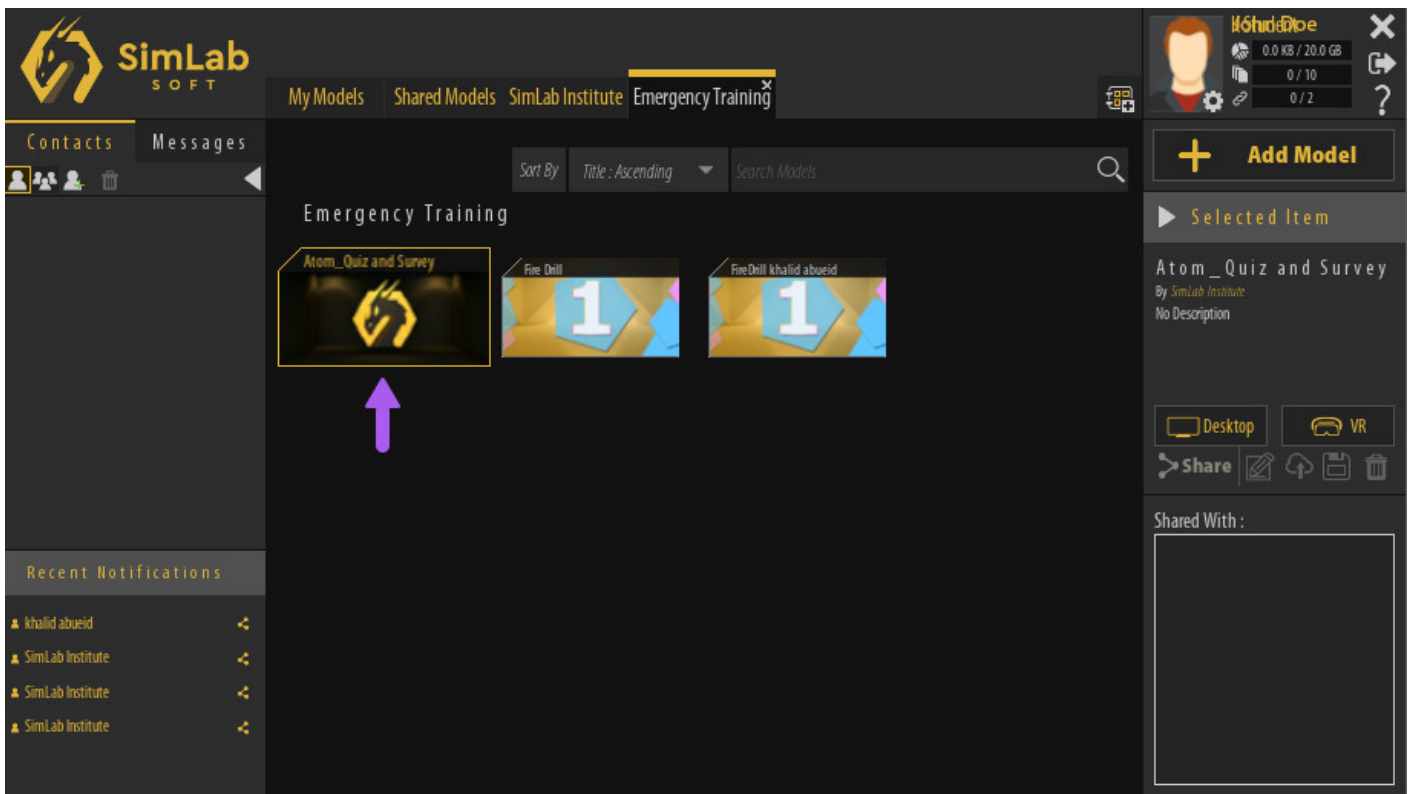 SimLab
SOFT
My Models
Shared Models
SimLab Institute
Emergency Training
0.0 KB / 20.0 GB
0 / 10
0 / 2
Contacts
Messages
Sort By
Title : Ascending
Search Models
Add Model
Emergency Training
Selected Item
Atom_Quiz and Survey
Fire Drill
1
FireDrill khalid abueid
1
Atom_Quiz and Survey
By SimLab Institute
No Description
Desktop
VR
Share
Shared With :
Recent Notifications
khalid abueid
SimLab Institute
SimLab Institute
SimLab Institute